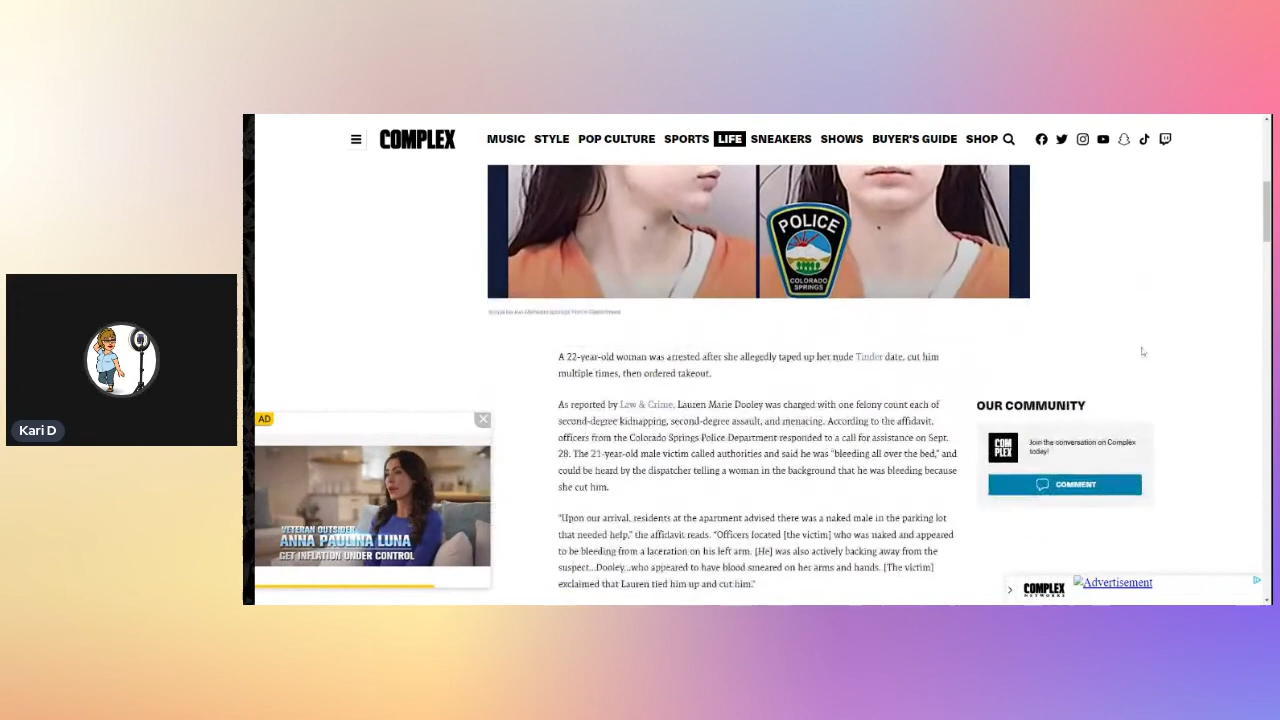 COMPLEX
MUSIC STYLE POP CULTURE SPORTS LIFE SNEAKERS SHOWS BUYER'S GUIDE SHOP
POLICE
COLORADO
SPRINGS
A 22-year-old woman was arrested after she allegedly taped up her nude Tinder date, cut him
multiple times, then ordered takeout.
As reported by Law & Crime, Lauren Marie Dooley was charged with one felony count each of
second-degree kidnapping, second-degree assault, and menacing. According to the affidavit,
officers from the Colorado Springs Police Department responded to a call for assistance on Sept.
28. The 21-year-old male victim called authorities and said he was "bleeding all over the bed," and
could be heard by the dispatcher telling a woman in the background that he was bleeding because
she cut him.
"Upon our arrival, residents at the apartment advised there was a naked male in the parking lot
that needed help," the affidavit reads. "Officers located [the victim] who was naked and appeared
to be bleeding from a laceration on his left arm. [He] was also actively backing away from the
suspect...Dooley...who appeared to have blood smeared on her arms and hands. [The victim]
exclaimed that Lauren tied him up and cut him."
OUR COMMUNITY
COM
PLEX
Join the conversation on Complex
today!
COMMENT
AD
VETERAN OUTSIDER
ANNA PAULINA LUNA
GET INFLATION UNDER CONTROL
Kari D
COMPLEX
NETWORKS
Advertisement